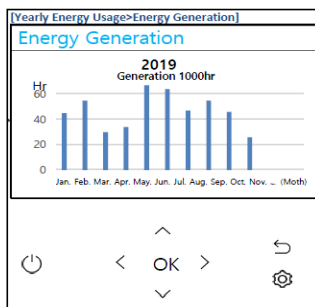 [Yearly Energy Usage>Energy Generation]
Energy Generation
2019
Generation 1000hr
Hr
60
40
20
0
Jan. Feb. Mar. Apr. May. Jun. Jul. Aug. Sep. Oct. Nov. .. (Moth)
OK